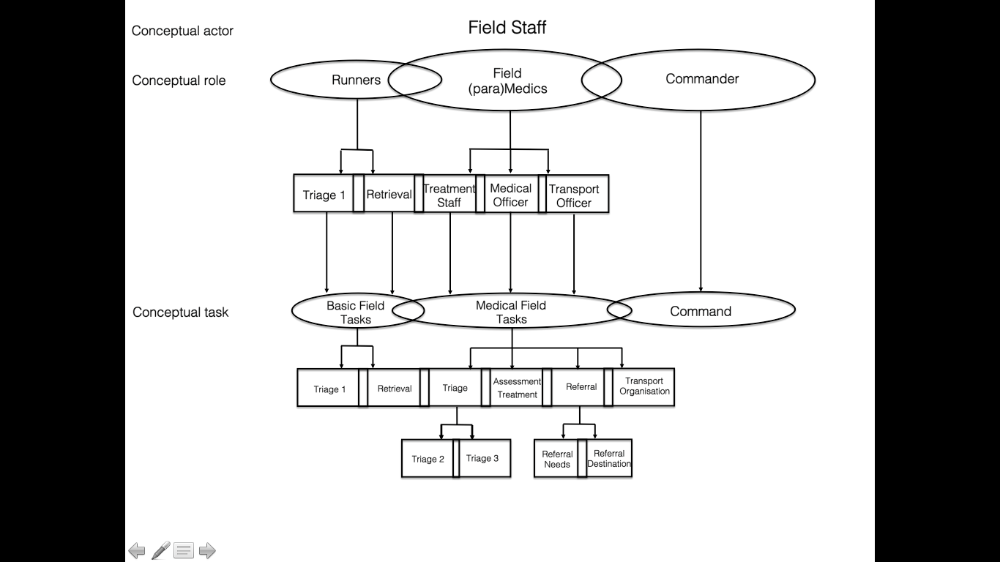 Conceptual actor
Field Staff
Conceptual role
Runners
Field
(para)Medics
Commander
Triage 1
Retrieval
Treatment
Staff
Medical
Officer
Transport
Officer
Conceptual task
Basic Field
Tasks
Medical Field
Tasks
Command
Triage 1
Retrieval
Triage
Assessment
Treatment
Referral
Transport
Organisation
Triage 2
Triage 3
Referral
Needs
Referral
Destination